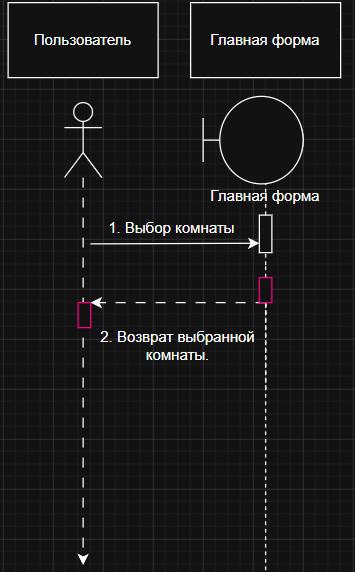 Пользователь
Главная форма
Главная форма
1. Выбор комнаты
2. Возврат выбранной
комнаты.